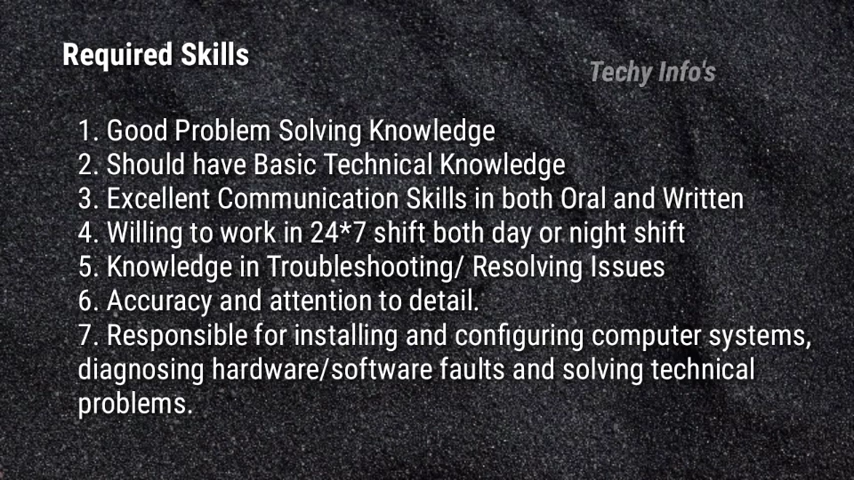 Required Skills
Techy Info's
1. Good Problem Solving Knowledge
2. Should have Basic Technical Knowledge
3. Excellent Communication Skills in both Oral and Written
4. Willing to work in 24*7 shift both day or night shift
5. Knowledge in Troubleshooting/ Resolving Issues
6. Accuracy and attention to detail.
7. Responsible for installing and configuring computer systems,
diagnosing hardware/software faults and solving technical
problems.